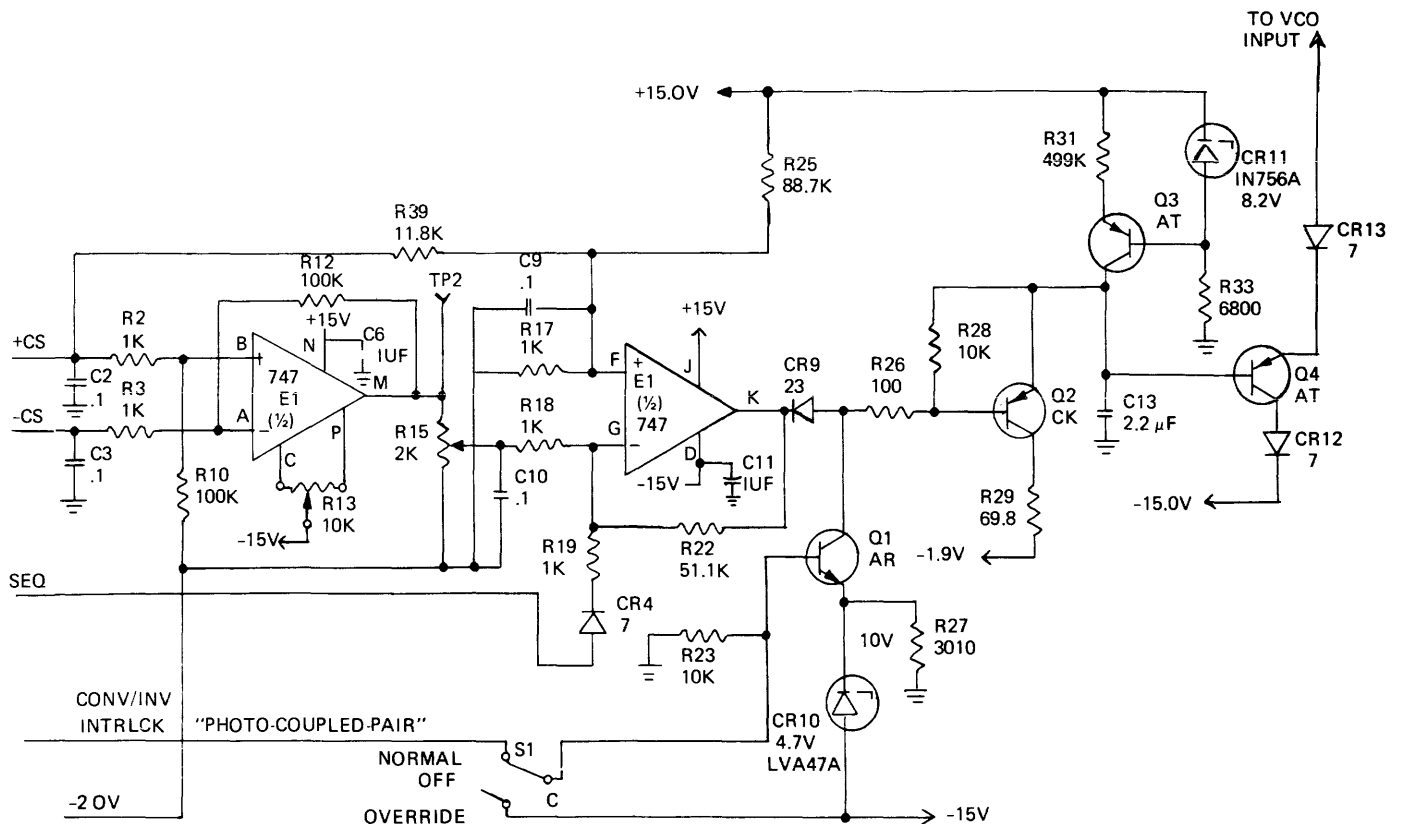 TO VCO
INPUT
+15.0V
R31
499K
CR11
IN756A
8.2V
R25
88.7K
Q3
AT
R39
11.8K
CR13
7
R12
100K
TP2
C9
.1
R33
6800
+15V
+15V
R2
1K
N
C6
1UF
R17
1K
R28
10K
+CS
B
+
747
E1
(½)
M
F
+
E1
(½)
747
J
K
CR9
23
R26
100
Q4
AT
C2
.1
R3
1K
Q2
CK
C13
2.2 µF
-CS
A
−
P
C
R15
2K
R18
1K
G
−
D
CR12
7
C3
.1
R10
100K
R13
10K
C10
.1
-15V
C11
1UF
R29
69.8
-15.0V
-15V
R19
1K
R22
51.1K
Q1
AR
-1.9V
SEQ
CR4
7
R23
10K
10V
R27
3010
CONV/INV
INTRLCK "PHOTO-COUPLED-PAIR"
S1
CR10
4.7V
LVA47A
NORMAL
OFF
C
-2 0V
OVERRIDE
-15V